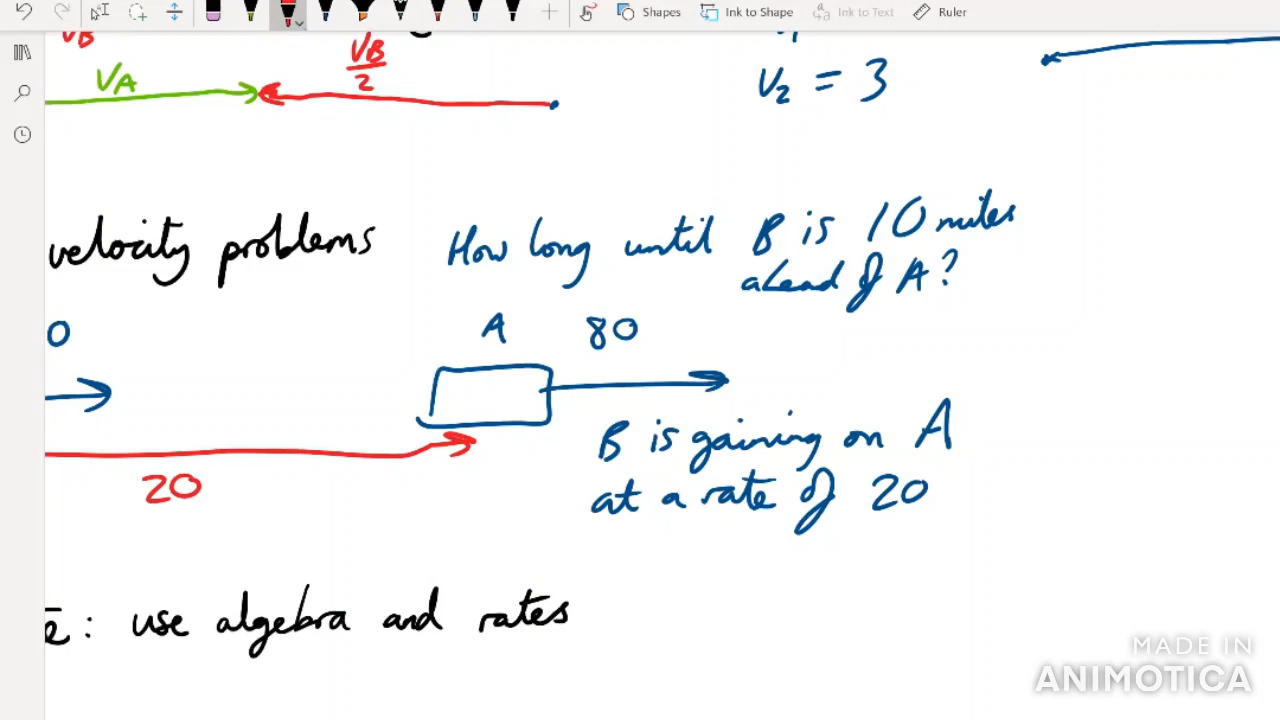 Shapes Ink to Shape Ink to Text Ruler
VB
VA
VB
2
V2 = 3
velocity problems
How long until B is 10 miles
ahead of A?
0
A 80
B is gaining on A
at a rate of 20
20
: use algebra and rates
MADE IN
ANIMOTICA